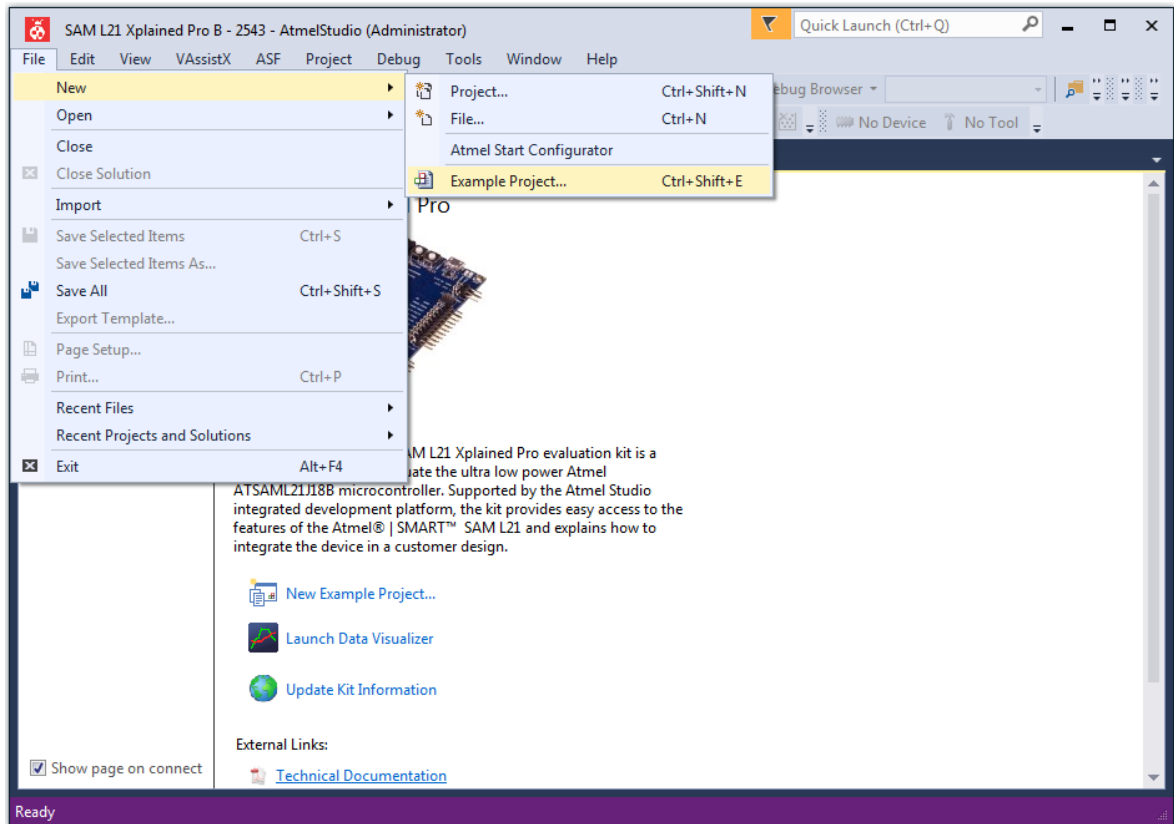 SAM L21 Xplained Pro B - 2543 - AtmelStudio (Administrator)
Quick Launch (Ctrl+Q)
File Edit View VAssistX ASF Project Debug Tools Window Help
New
Open
Close
Close Solution
Import
Save Selected Items Ctrl+S
Save Selected Items As...
Save All Ctrl+Shift+S
Export Template...
Page Setup...
Print... Ctrl+P
Recent Files
Recent Projects and Solutions
Exit Alt+F4
Project... Ctrl+Shift+N
File... Ctrl+N
Atmel Start Configurator
Example Project... Ctrl+Shift+E
ebug Browser
No Device No Tool
Pro
AM L21 Xplained Pro evaluation kit is a
uate the ultra low power Atmel
ATSAML21J18B microcontroller. Supported by the Atmel Studio
integrated development platform, the kit provides easy access to the
features of the Atmel® | SMART™ SAM L21 and explains how to
integrate the device in a customer design.
New Example Project...
Launch Data Visualizer
Update Kit Information
External Links:
Technical Documentation
Show page on connect
Ready